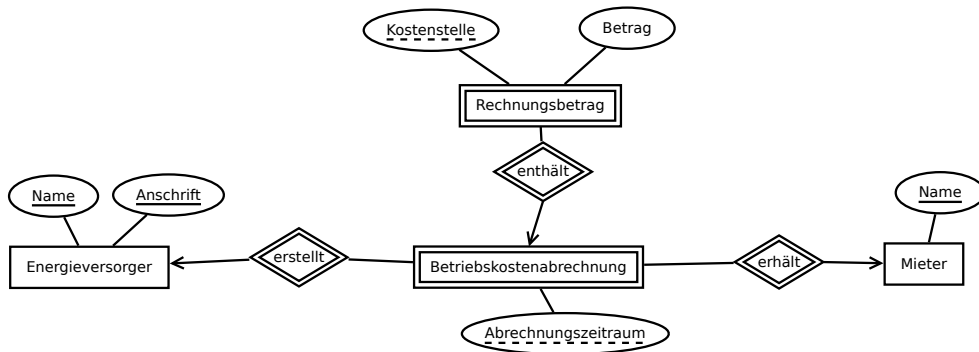 Kostenstelle
Betrag
Rechnungsbetrag
enthält
Name
Anschrift
Name
Energieversorger
erstellt
Betriebskostenabrechnung
erhält
Mieter
Abrechnungszeitraum